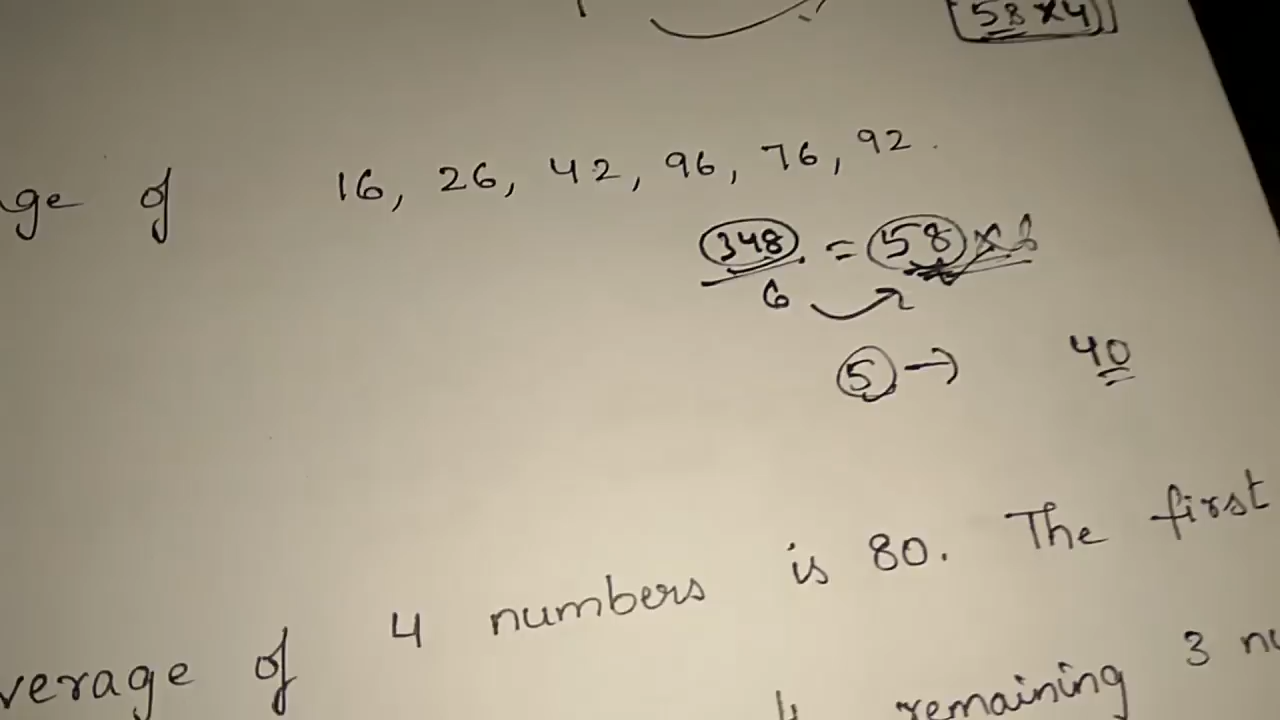 [58 x 4]
ge of 16, 26, 42, 96, 76, 92.
348 = 58 x
6
5 → 40
verage of 4 numbers is 80. The first
remaining 3